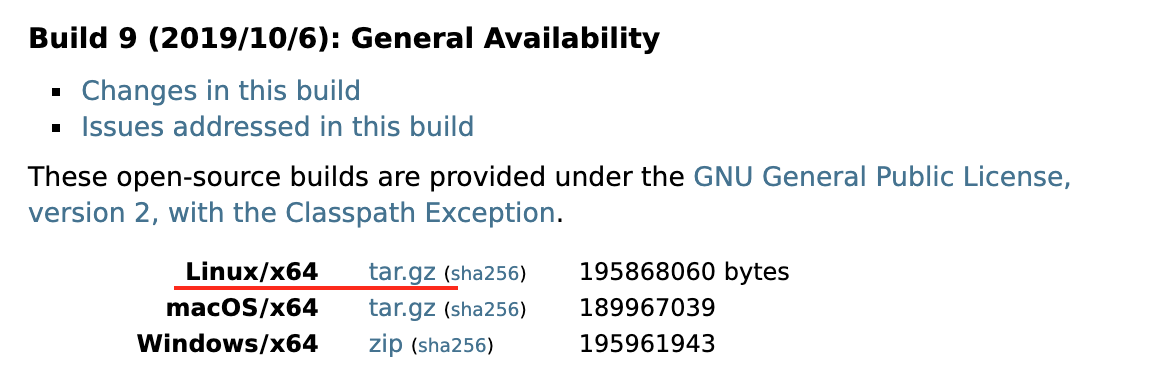 Build 9 (2019/10/6): General Availability
▪ Changes in this build
▪ Issues addressed in this build
These open-source builds are provided under the GNU General Public License,
version 2, with the Classpath Exception.
Linux/x64 tar.gz (sha256) 195868060 bytes
macOS/x64 tar.gz (sha256) 189967039
Windows/x64 zip (sha256) 195961943